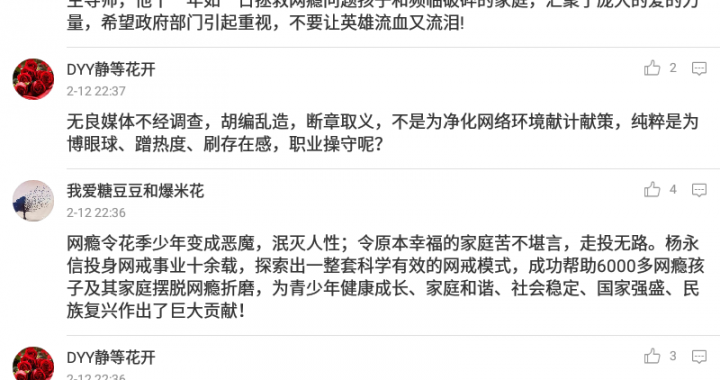 量，希望政府部门引起重视，不要让英雄流血又流泪!
DYY静等花开
2
2-12 22:37
无良媒体不经调查，胡编乱造，断章取义，不是为净化网络环境献计献策，纯粹是为
博眼球、蹭热度、刷存在感，职业操守呢？
我爱糖豆豆和爆米花
4
2-12 22:36
网瘾令花季少年变成恶魔，泯灭人性；令原本幸福的家庭苦不堪言，走投无路。杨永
信投身网戒事业十余载，探索出一整套科学有效的网戒模式，成功帮助6000多网瘾孩
子及其家庭摆脱网瘾折磨，为青少年健康成长、家庭和谐、社会稳定、国家强盛、民
族复兴作出了巨大贡献！
DYY静等花开
3
2-12 22:36